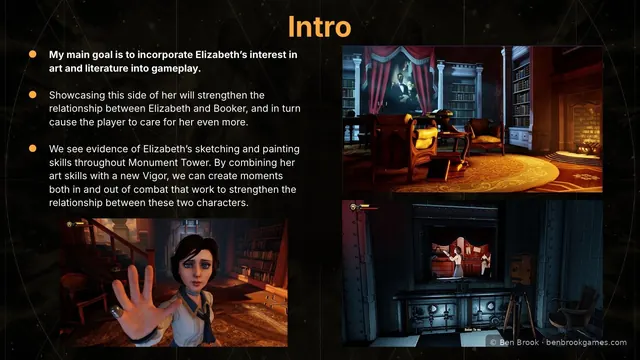 Intro
My main goal is to incorporate Elizabeth's interest in
art and literature into gameplay.
Showcasing this side of her will strengthen the
relationship between Elizabeth and Booker, and in turn
cause the player to care for her even more.
We see evidence of Elizabeth's sketching and painting
skills throughout Monument Tower. By combining her
art skills with a new Vigor, we can create moments
both in and out of combat that work to strengthen the
relationship between these two characters.
© Ben Brook · benbrookgames.com